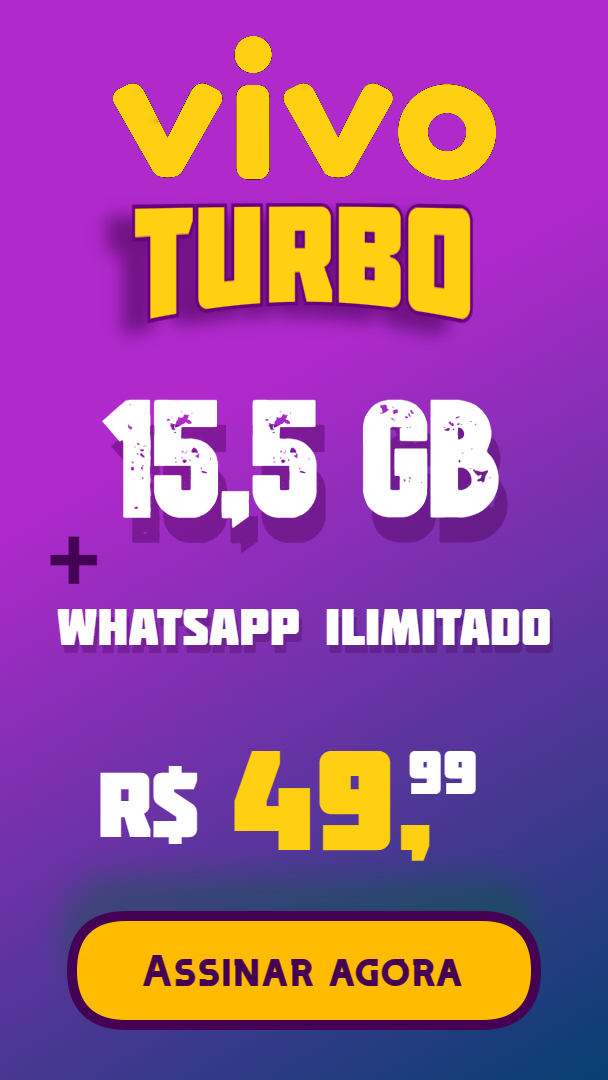 vivo
TURBO
15,5 GB
+
WHATSAPP ILIMITADO
R$ 49,99
ASSINAR AGORA